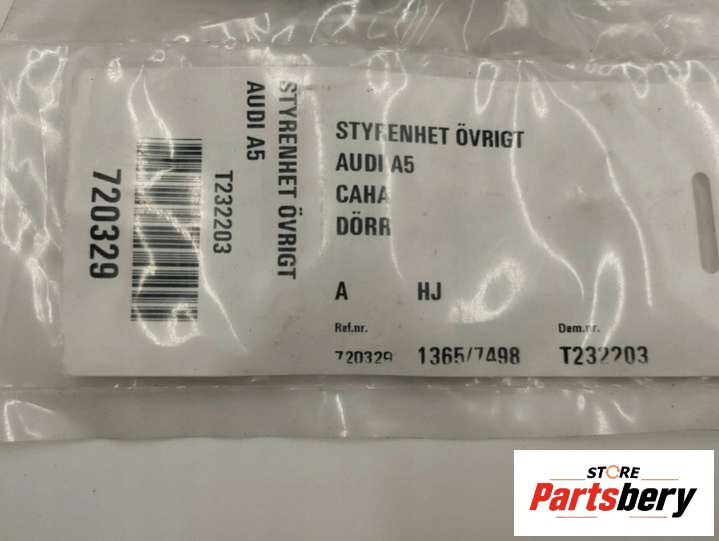 720329
T232203
STYRENHET ÖVRIGT
AUDI A5
STYRENHET ÖVRIGT
AUDI A5
CAHA
DÖRR
A HJ
Ref.nr. Dem.nr.
720329 1365/7498 T232203
STORE
Partsbery